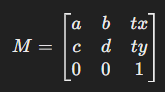 M = [ a b tx
c d ty
0 0 1 ]